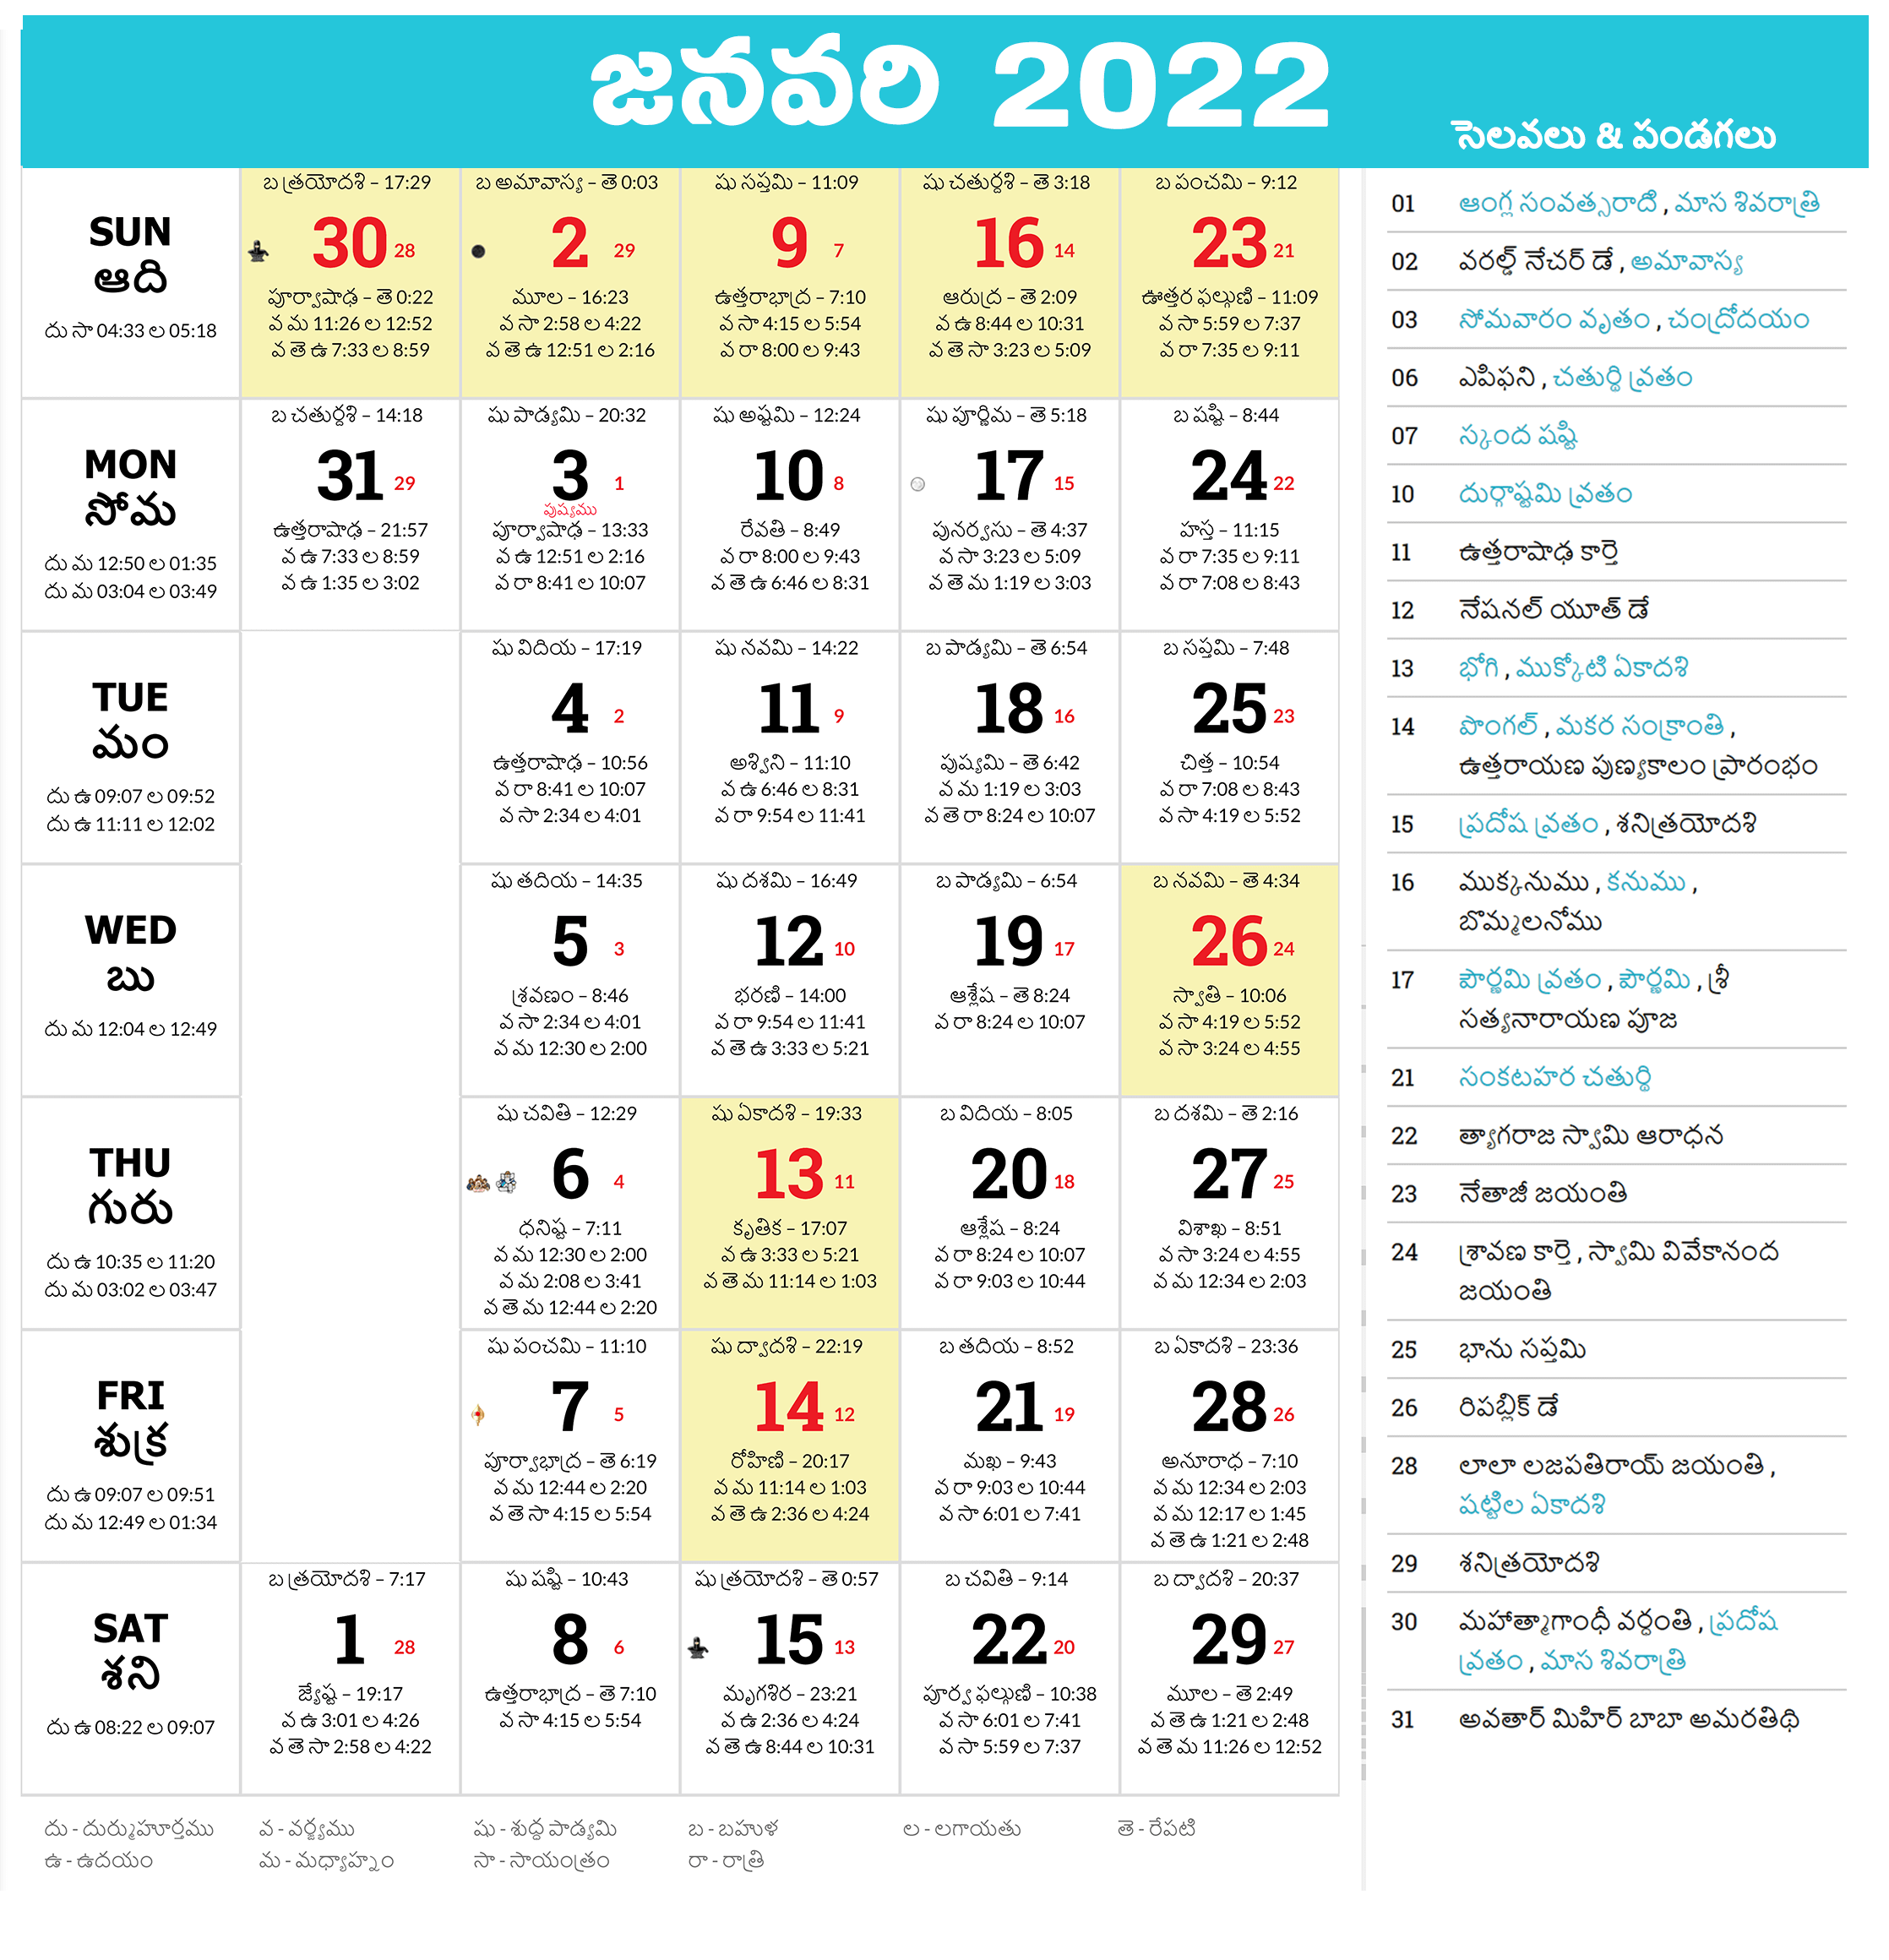 జనవరి 2022
సెలవలు & పండగలు
SUN
ఆది
దు సా 04:33 ల 05:18
బ త్రయోదశి – 17:29
30 28
పూర్వాషాఢ – తె 0:22
వ మ 11:26 ల 12:52
వ తె ఉ 7:33 ల 8:59
బ అమావాస్య – తె 0:03
2 29
మూల – 16:23
వ సా 2:58 ల 4:22
వ తె ఉ 12:51 ల 2:16
షు సప్తమి – 11:09
9 7
ఉత్తరాభాద్ర – 7:10
వ సా 4:15 ల 5:54
వ రా 8:00 ల 9:43
షు చతుర్దశి – తె 3:18
16 14
ఆరుద్ర – తె 2:09
వ ఉ 8:44 ల 10:31
వ తె సా 3:23 ల 5:09
బ పంచమి – 9:12
23 21
ఊత్తర ఫల్గుణి – 11:09
వ సా 5:59 ల 7:37
వ రా 7:35 ల 9:11
MON
సోమ
దు మ 12:50 ల 01:35
దు మ 03:04 ల 03:49
బ చతుర్దశి – 14:18
31 29
ఉత్తరాషాఢ – 21:57
వ ఉ 7:33 ల 8:59
వ ఉ 1:35 ల 3:02
షు పాడ్యమి – 20:32
3 1
పుష్యము
పూర్వాషాఢ – 13:33
వ ఉ 12:51 ల 2:16
వ రా 8:41 ల 10:07
షు అష్టమి – 12:24
10 8
రేవతి – 8:49
వ రా 8:00 ల 9:43
వ తె ఉ 6:46 ల 8:31
షు పూర్ణిమ – తె 5:18
17 15
పునర్వసు – తె 4:37
వ సా 3:23 ల 5:09
వ తె మ 1:19 ల 3:03
బ షష్టి – 8:44
24 22
హస్త – 11:15
వ రా 7:35 ల 9:11
వ రా 7:08 ల 8:43
TUE
మం
దు ఉ 09:07 ల 09:52
దు ఉ 11:11 ల 12:02
షు విదియ – 17:19
4 2
ఉత్తరాషాఢ – 10:56
వ రా 8:41 ల 10:07
వ సా 2:34 ల 4:01
షు నవమి – 14:22
11 9
అశ్విని – 11:10
వ ఉ 6:46 ల 8:31
వ రా 9:54 ల 11:41
బ పాడ్యమి – తె 6:54
18 16
పుష్యమి – తె 6:42
వ మ 1:19 ల 3:03
వ తె రా 8:24 ల 10:07
బ సప్తమి – 7:48
25 23
చిత్త – 10:54
వ రా 7:08 ల 8:43
వ సా 4:19 ల 5:52
WED
బు
దు మ 12:04 ల 12:49
షు తదియ – 14:35
5 3
శ్రవణం – 8:46
వ సా 2:34 ల 4:01
వ మ 12:30 ల 2:00
షు దశమి – 16:49
12 10
భరణి – 14:00
వ రా 9:54 ల 11:41
వ తె ఉ 3:33 ల 5:21
బ పాడ్యమి – 6:54
19 17
ఆశ్లేష – తె 8:24
వ రా 8:24 ల 10:07
బ నవమి – తె 4:34
26 24
స్వాతి – 10:06
వ సా 4:19 ల 5:52
వ సా 3:24 ల 4:55
THU
గురు
దు ఉ 10:35 ల 11:20
దు మ 03:02 ల 03:47
షు చవితి – 12:29
6 4
ధనిష్ట – 7:11
వ మ 12:30 ల 2:00
వ మ 2:08 ల 3:41
వ తె మ 12:44 ల 2:20
షు ఏకాదశి – 19:33
13 11
కృతిక – 17:07
వ ఉ 3:33 ల 5:21
వ తె మ 11:14 ల 1:03
బ విదియ – 8:05
20 18
ఆశ్లేష – 8:24
వ రా 8:24 ల 10:07
వ రా 9:03 ల 10:44
బ దశమి – తె 2:16
27 25
విశాఖ – 8:51
వ సా 3:24 ల 4:55
వ మ 12:34 ల 2:03
FRI
శుక్ర
దు ఉ 09:07 ల 09:51
దు మ 12:49 ల 01:34
షు పంచమి – 11:10
7 5
పూర్వాభాద్ర – తె 6:19
వ మ 12:44 ల 2:20
వ తె సా 4:15 ల 5:54
షు ద్వాదశి – 22:19
14 12
రోహిణి – 20:17
వ మ 11:14 ల 1:03
వ తె ఉ 2:36 ల 4:24
బ తదియ – 8:52
21 19
మఖ – 9:43
వ రా 9:03 ల 10:44
వ సా 6:01 ల 7:41
బ ఏకాదశి – 23:36
28 26
అనూరాధ – 7:10
వ మ 12:34 ల 2:03
వ మ 12:17 ల 1:45
వ తె ఉ 1:21 ల 2:48
SAT
శని
దు ఉ 08:22 ల 09:07
బ త్రయోదశి – 7:17
1 28
జ్యేష్ట – 19:17
వ ఉ 3:01 ల 4:26
వ తె సా 2:58 ల 4:22
షు షష్టి – 10:43
8 6
ఉత్తరాభాద్ర – తె 7:10
వ సా 4:15 ల 5:54
షు త్రయోదశి – తె 0:57
15 13
మృగశిర – 23:21
వ ఉ 2:36 ల 4:24
వ తె ఉ 8:44 ల 10:31
బ చవితి – 9:14
22 20
పూర్వ ఫల్గుణి – 10:38
వ సా 6:01 ల 7:41
వ సా 5:59 ల 7:37
బ ద్వాదశి – 20:37
29 27
మూల – తె 2:49
వ తె ఉ 1:21 ల 2:48
వ తె మ 11:26 ల 12:52
దు - దుర్ముహూర్తము వ - వర్జ్యము షు - శుద్ధ పాడ్యమి బ - బహుళ ల - లగాయతు తె - రేపటి
ఉ - ఉదయం మ - మధ్యాహ్నం సా - సాయంత్రం రా - రాత్రి
01 ఆంగ్ల సంవత్సరాది , మాస శివరాత్రి
02 వరల్డ్ నేచర్ డే , అమావాస్య
03 సోమవారం వృతం , చంద్రోదయం
06 ఎపిఫని , చతుర్థి వ్రతం
07 స్కంద షష్టి
10 దుర్గాష్టమి వ్రతం
11 ఉత్తరాషాఢ కార్తె
12 నేషనల్ యూత్ డే
13 భోగి , ముక్కోటి ఏకాదశి
14 పొంగల్ , మకర సంక్రాంతి ,
ఉత్తరాయణ పుణ్యకాలం ప్రారంభం
15 ప్రదోష వ్రతం , శనిత్రయోదశి
16 ముక్కనుము , కనుము ,
బొమ్మలనోము
17 పౌర్ణమి వ్రతం , పౌర్ణమి , శ్రీ
సత్యనారాయణ పూజ
21 సంకటహర చతుర్థి
22 త్యాగరాజ స్వామి ఆరాధన
23 నేతాజీ జయంతి
24 శ్రావణ కార్తె , స్వామి వివేకానంద
జయంతి
25 భాను సప్తమి
26 రిపబ్లిక్ డే
28 లాలా లజపతిరాయ్ జయంతి ,
షట్టిల ఏకాదశి
29 శనిత్రయోదశి
30 మహాత్మాగాంధీ వర్ధంతి , ప్రదోష
వ్రతం , మాస శివరాత్రి
31 అవతార్ మిహిర్ బాబా అమరతిథి